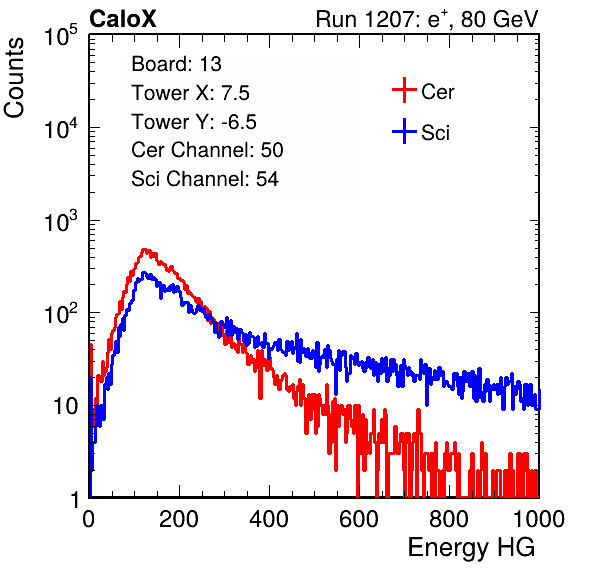 CaloX Run 1207: e⁺, 80 GeV
Counts
10⁵
10⁴
10³
10²
10
1
Board: 13
Tower X: 7.5
Tower Y: -6.5
Cer Channel: 50
Sci Channel: 54
Cer
Sci
0 200 400 600 800 1000
Energy HG